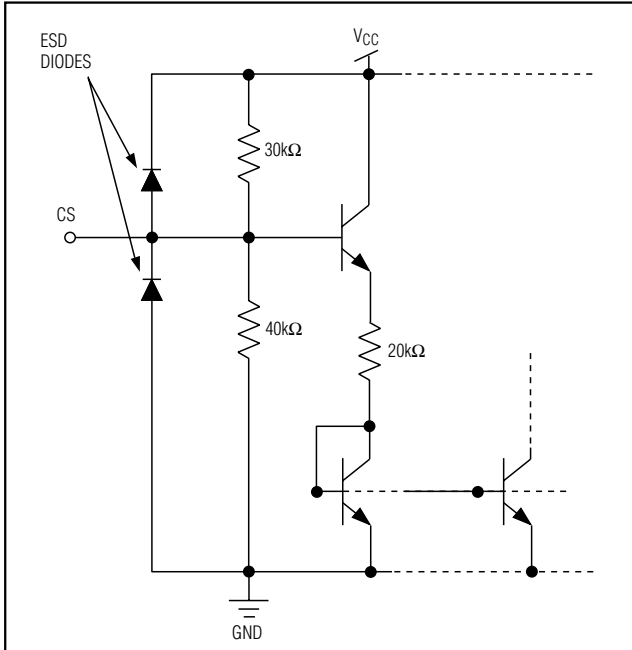 ESD
DIODES
VCC
30kΩ
CS
40kΩ
20kΩ
GND